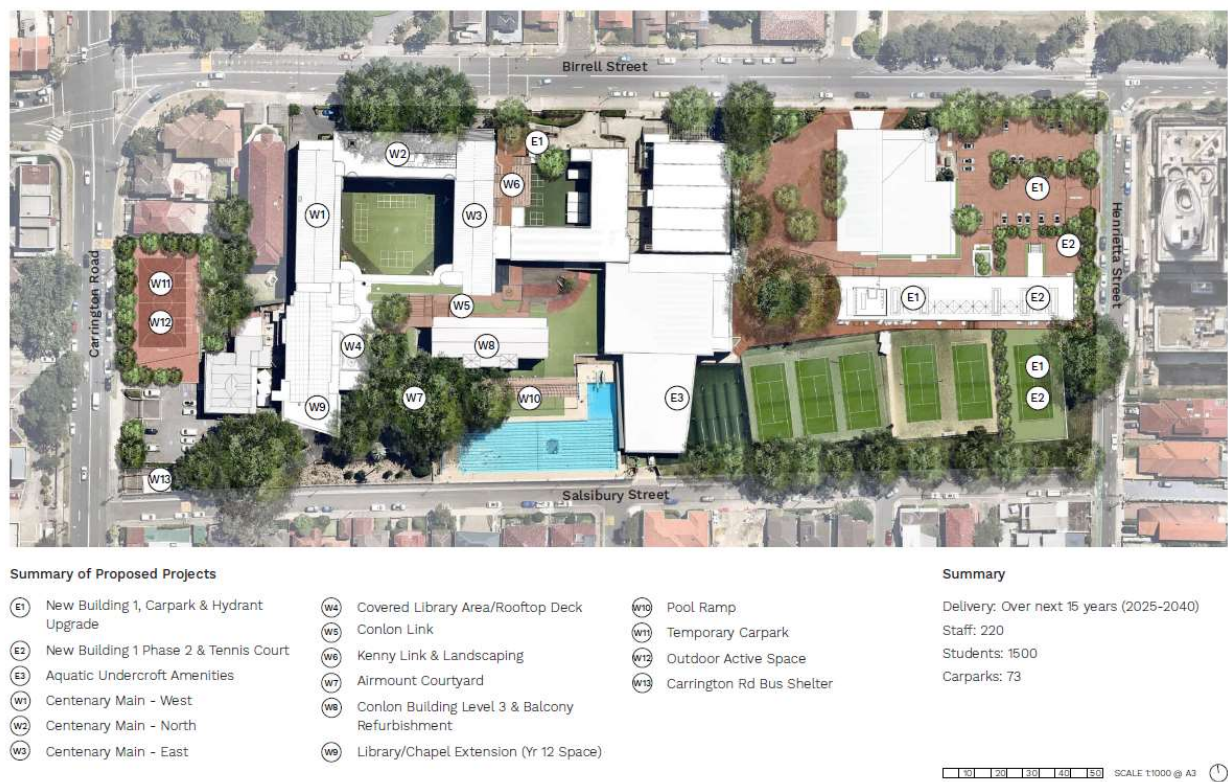 Birrell Street
E1
W2
W6
E1
W1
W3
E2
Henrietta Street
W11
E1
E2
W5
Carrington Road
W12
W4
W8
E1
W7
W10
E3
E2
W9
W13
Salsibury Street
Summary of Proposed Projects
E1 New Building 1, Carpark & Hydrant
Upgrade
E2 New Building 1 Phase 2 & Tennis Court
E3 Aquatic Undercroft Amenities
W1 Centenary Main - West
W2 Centenary Main - North
W3 Centenary Main - East
W4 Covered Library Area/Rooftop Deck
W5 Conlon Link
W6 Kenny Link & Landscaping
W7 Airmount Courtyard
W8 Conlon Building Level 3 & Balcony
Refurbishment
W9 Library/Chapel Extension (Yr 12 Space)
W10 Pool Ramp
W11 Temporary Carpark
W12 Outdoor Active Space
W13 Carrington Rd Bus Shelter
Summary
Delivery: Over next 15 years (2025-2040)
Staff: 220
Students: 1500
Carparks: 73
10 20 30 40 50 SCALE 1:1000 @ A3